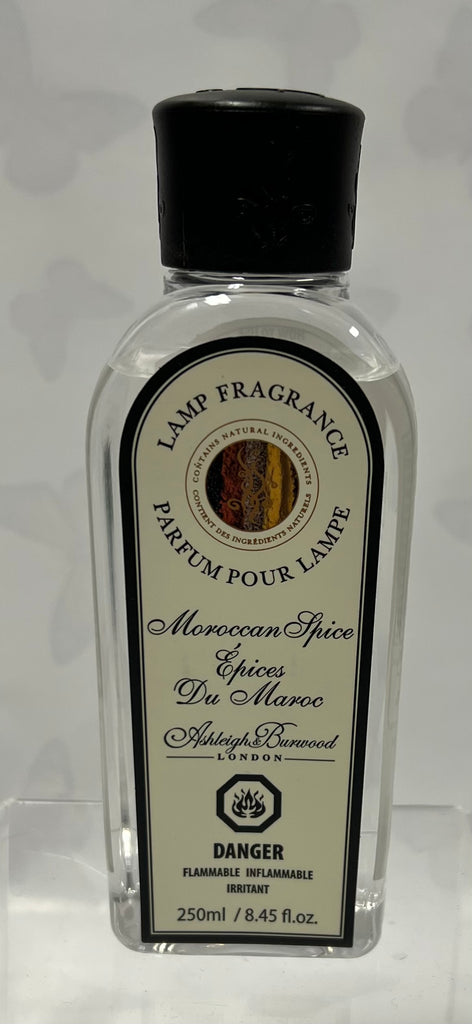 LAMP FRAGRANCE
CONTAINS NATURAL INGREDIENTS
CONTIENT DES INGRÉDIENTS NATURELS
PARFUM POUR LAMPE
Moroccan Spice
Épices
Du Maroc
Ashleigh & Burwood
LONDON
DANGER
FLAMMABLE INFLAMMABLE
IRRITANT
250ml / 8.45 fl.oz.